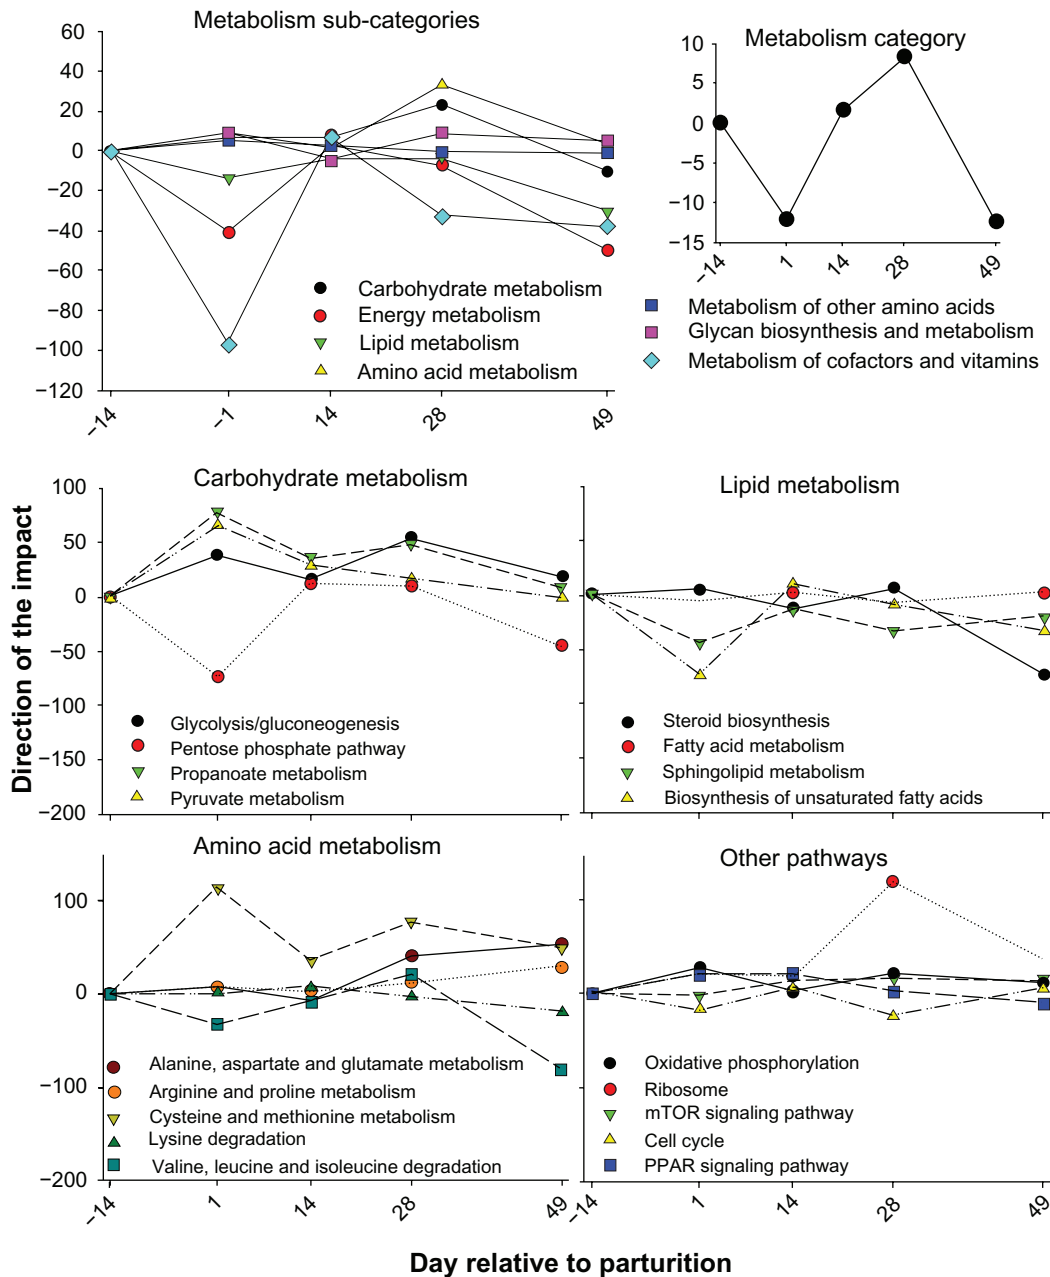 Metabolism sub-categories
60
40
20
0
−20
−40
−60
−80
−100
−120
−14
−1
14
28
49
Carbohydrate metabolism
Energy metabolism
Lipid metabolism
Amino acid metabolism
Metabolism category
10
5
0
−5
−10
−15
−14
1
14
28
49
Metabolism of other amino acids
Glycan biosynthesis and metabolism
Metabolism of cofactors and vitamins
Direction of the impact
Carbohydrate metabolism
100
50
0
−50
−100
−150
−200
Glycolysis/gluconeogenesis
Pentose phosphate pathway
Propanoate metabolism
Pyruvate metabolism
Lipid metabolism
Steroid biosynthesis
Fatty acid metabolism
Sphingolipid metabolism
Biosynthesis of unsaturated fatty acids
Amino acid metabolism
100
0
−100
−200
Alanine, aspartate and glutamate metabolism
Arginine and proline metabolism
Cysteine and methionine metabolism
Lysine degradation
Valine, leucine and isoleucine degradation
−14
1
14
28
49
Other pathways
Oxidative phosphorylation
Ribosome
mTOR signaling pathway
Cell cycle
PPAR signaling pathway
−14
1
14
28
49
Day relative to parturition